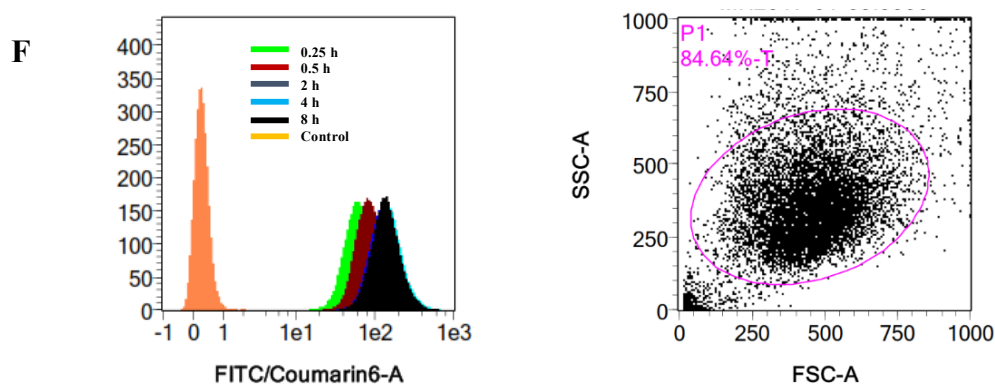 F
400
350
300
250
200
150
100
50
0
-1 0 1 1e1 1e2 1e3
FITC/Coumarin6-A
0.25 h
0.5 h
2 h
4 h
8 h
Control
P1
84.64%-T
1000
750
500
250
0
SSC-A
0 250 500 750 1000
FSC-A